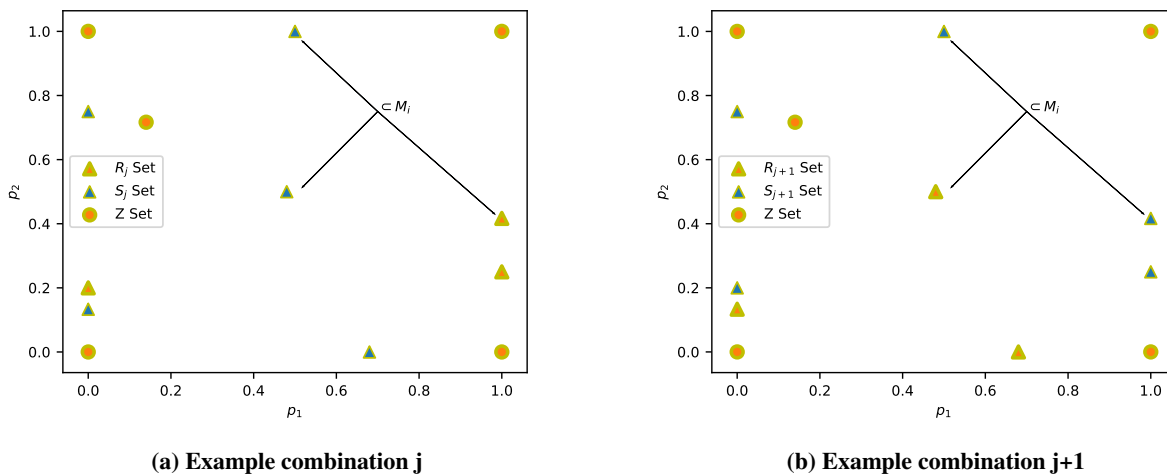 1.0
0.8
0.6
0.4
0.2
0.0
p₂
⊂ Mᵢ
Rⱼ Set
Sⱼ Set
Z Set
0.0 0.2 0.4 0.6 0.8 1.0
p₁
(a) Example combination j
1.0
0.8
0.6
0.4
0.2
0.0
p₂
⊂ Mᵢ
Rⱼ₊₁ Set
Sⱼ₊₁ Set
Z Set
0.0 0.2 0.4 0.6 0.8 1.0
p₁
(b) Example combination j+1